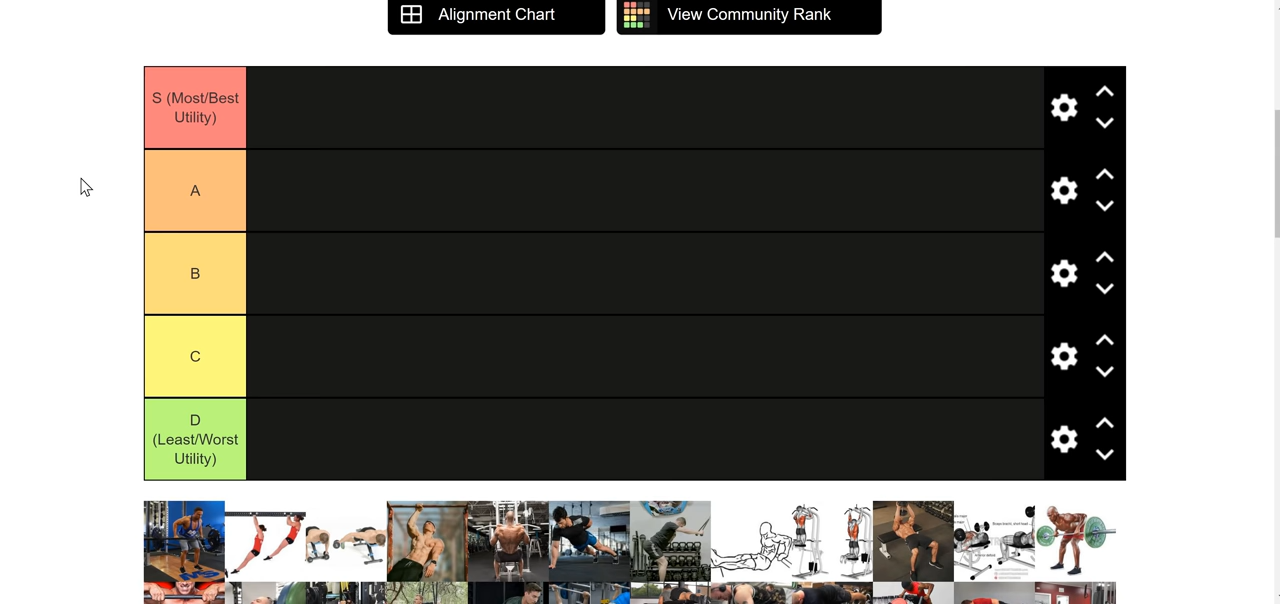 Alignment Chart
View Community Rank
S (Most/Best
Utility)
A
B
C
D
(Least/Worst
Utility)